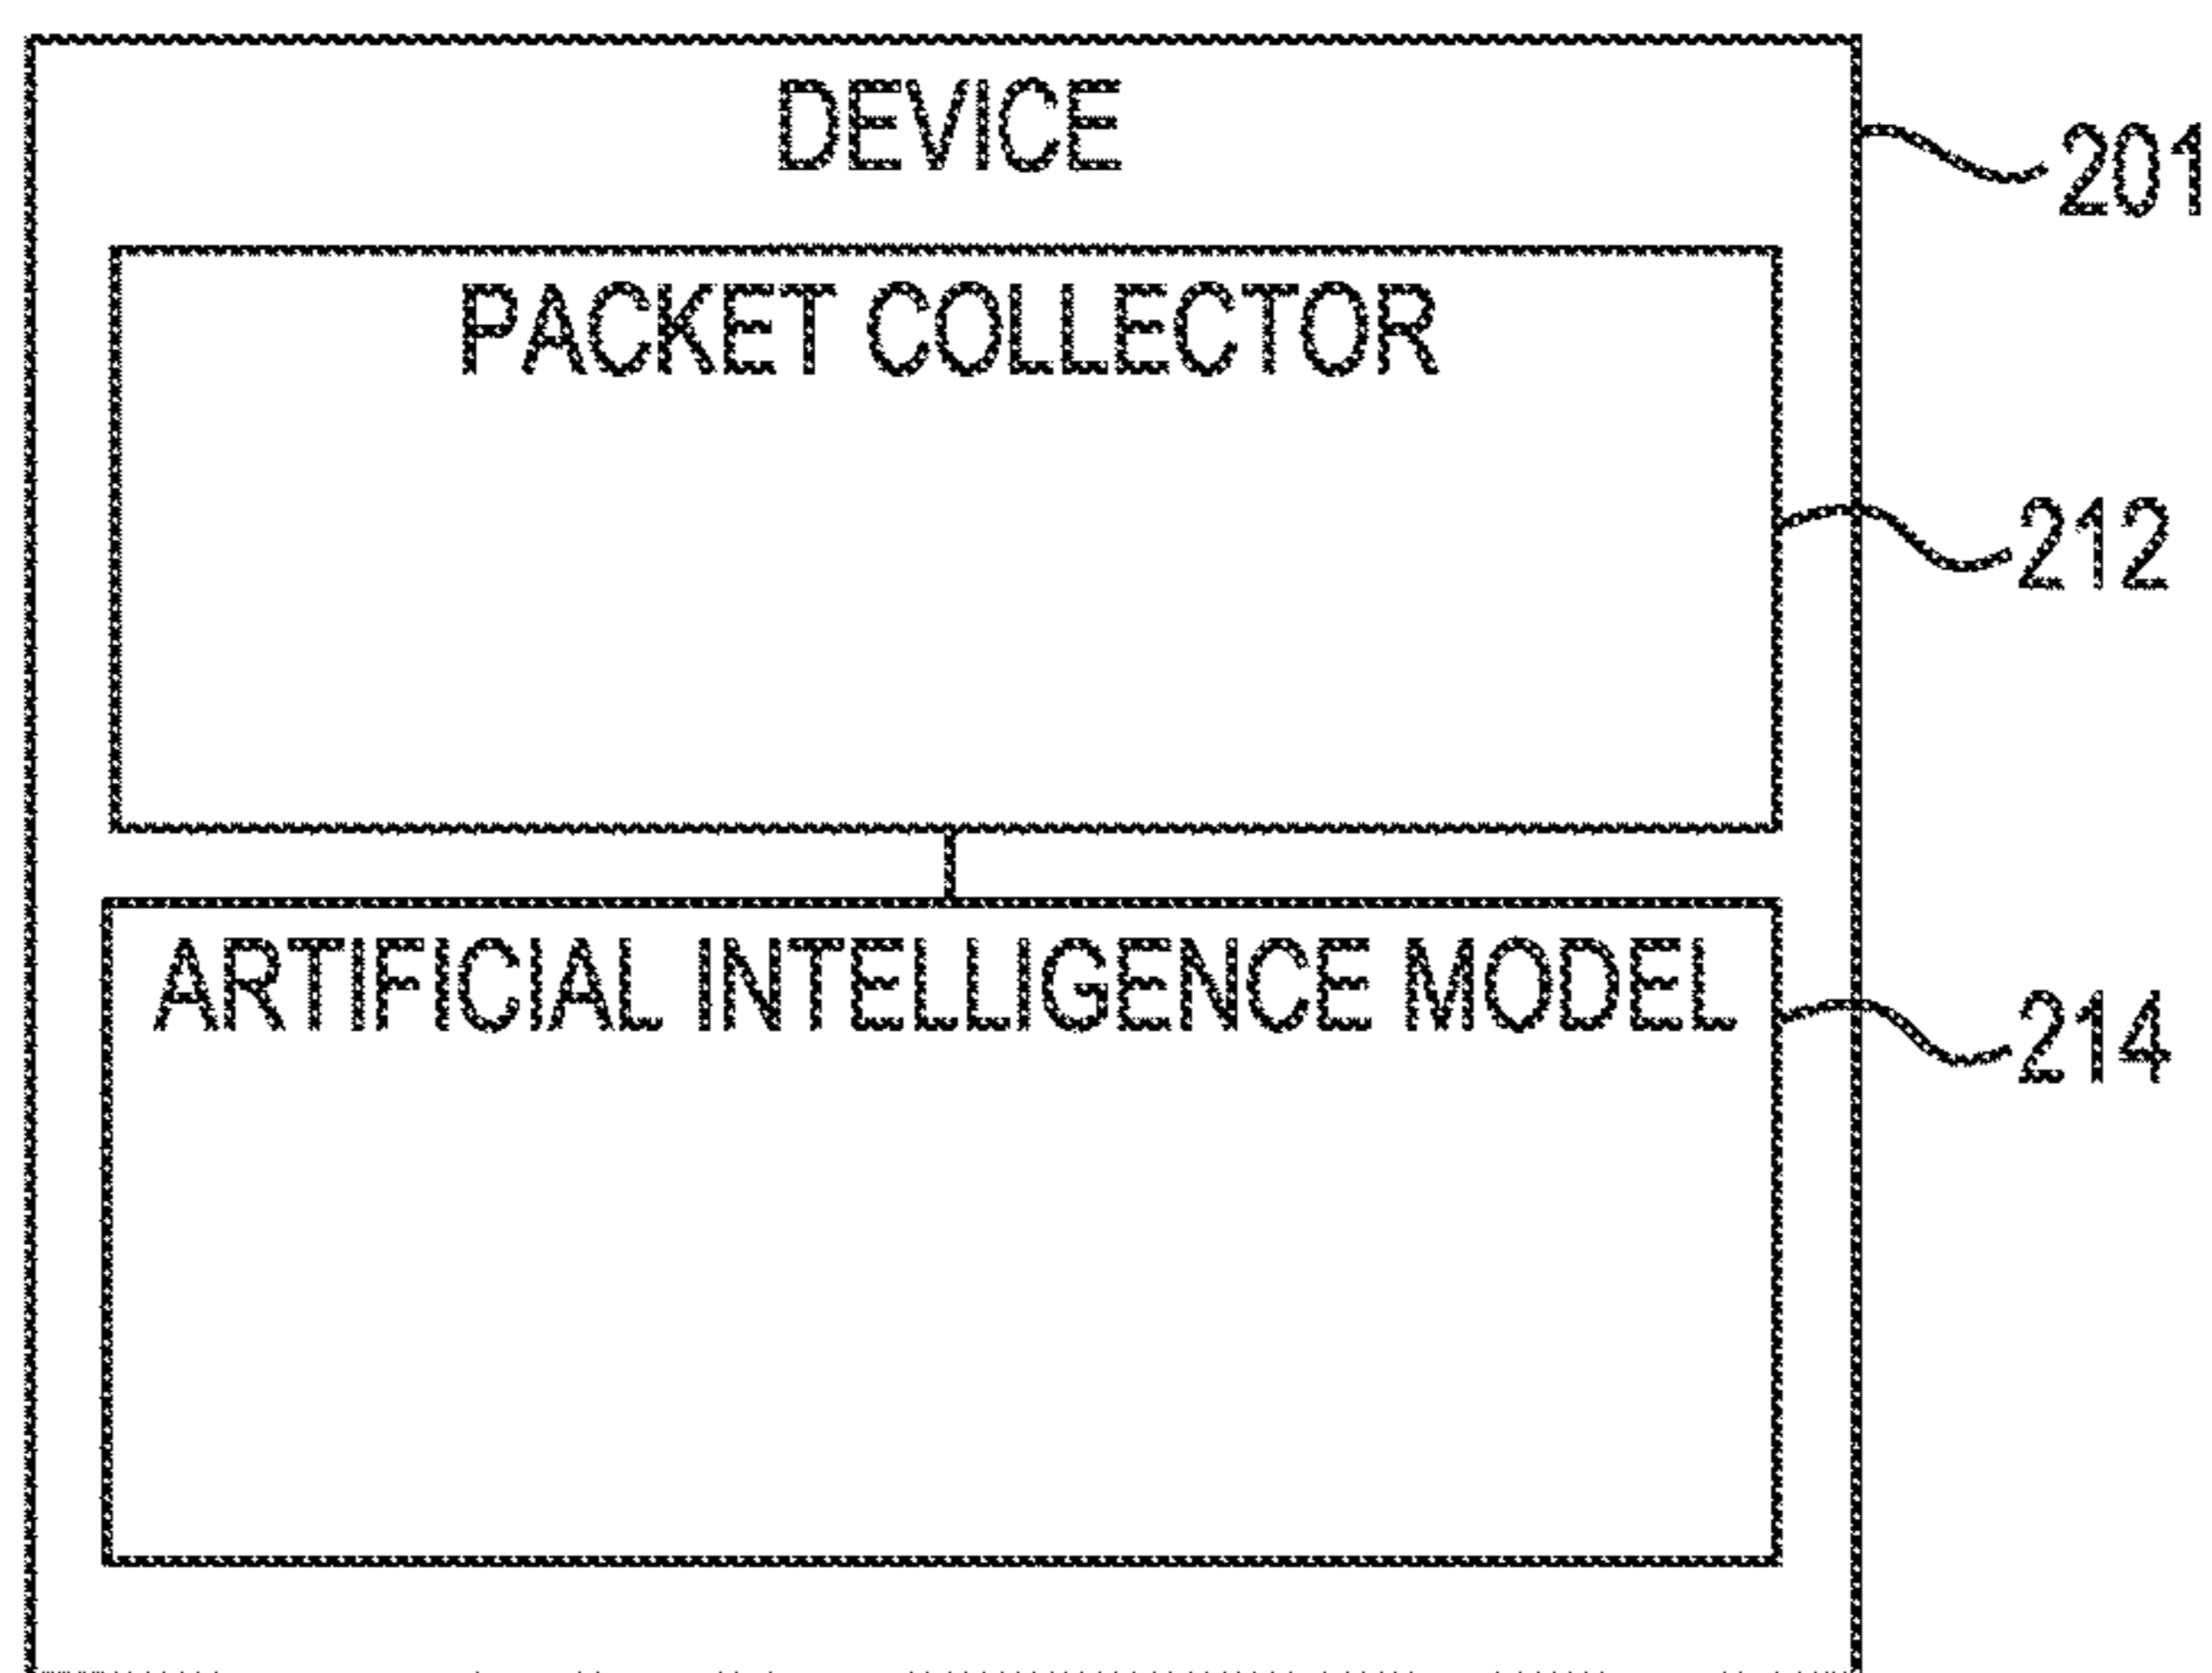 DEVICE
201
PACKET COLLECTOR
212
ARTIFICIAL INTELLIGENCE MODEL
214